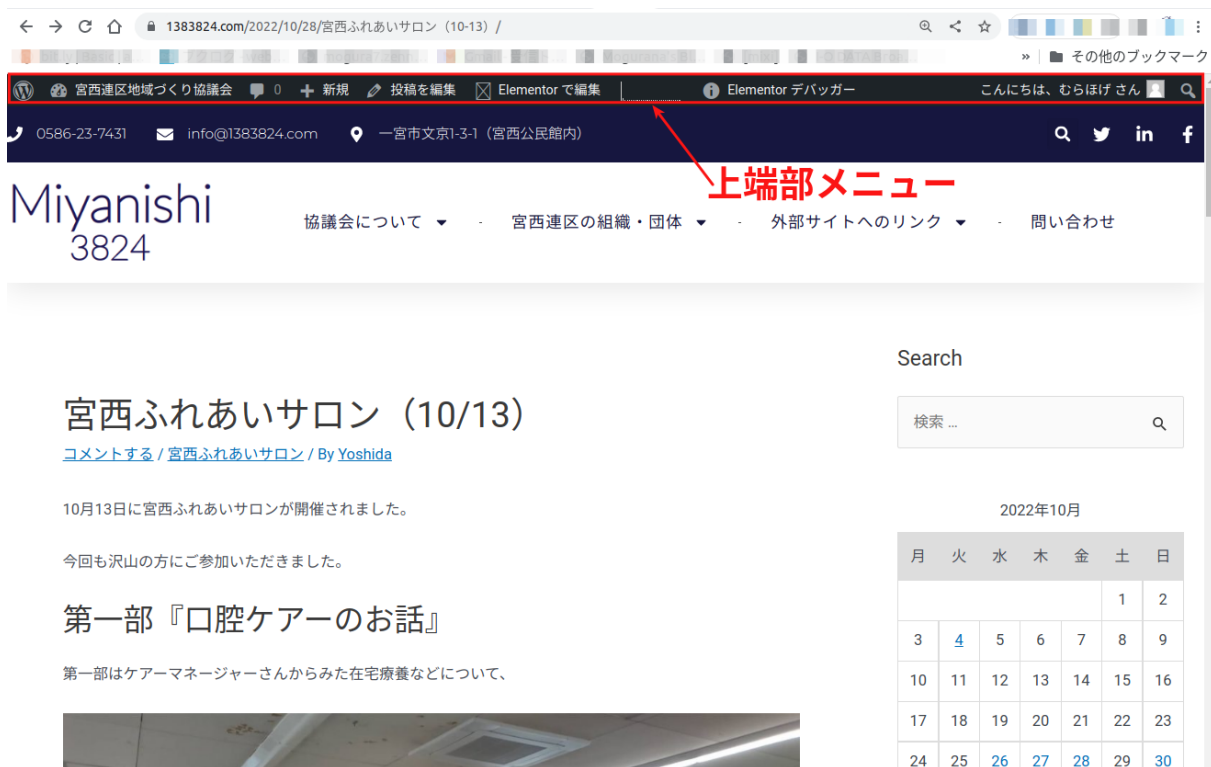 1383824.com/2022/10/28/宮西ふれあいサロン（10-13）/
» その他のブックマーク
宮西連区地域づくり協議会 0 新規 投稿を編集 Elementor で編集 Elementor デバッガー こんにちは、むらほげ さん
0586-23-7431 info@1383824.com 一宮市文京1-3-1（宮西公民館内）
上端部メニュー
Miyanishi
3824
協議会について - 宮西連区の組織・団体 - 外部サイトへのリンク - 問い合わせ
宮西ふれあいサロン（10/13）
コメントする / 宮西ふれあいサロン / By Yoshida
10月13日に宮西ふれあいサロンが開催されました。
今回も沢山の方にご参加いただきました。
第一部『口腔ケアーのお話』
第一部はケアーマネージャーさんからみた在宅療養などについて、
Search
検索 ...
2022年10月
月 火 水 木 金 土 日
1 2
3 4 5 6 7 8 9
10 11 12 13 14 15 16
17 18 19 20 21 22 23
24 25 26 27 28 29 30